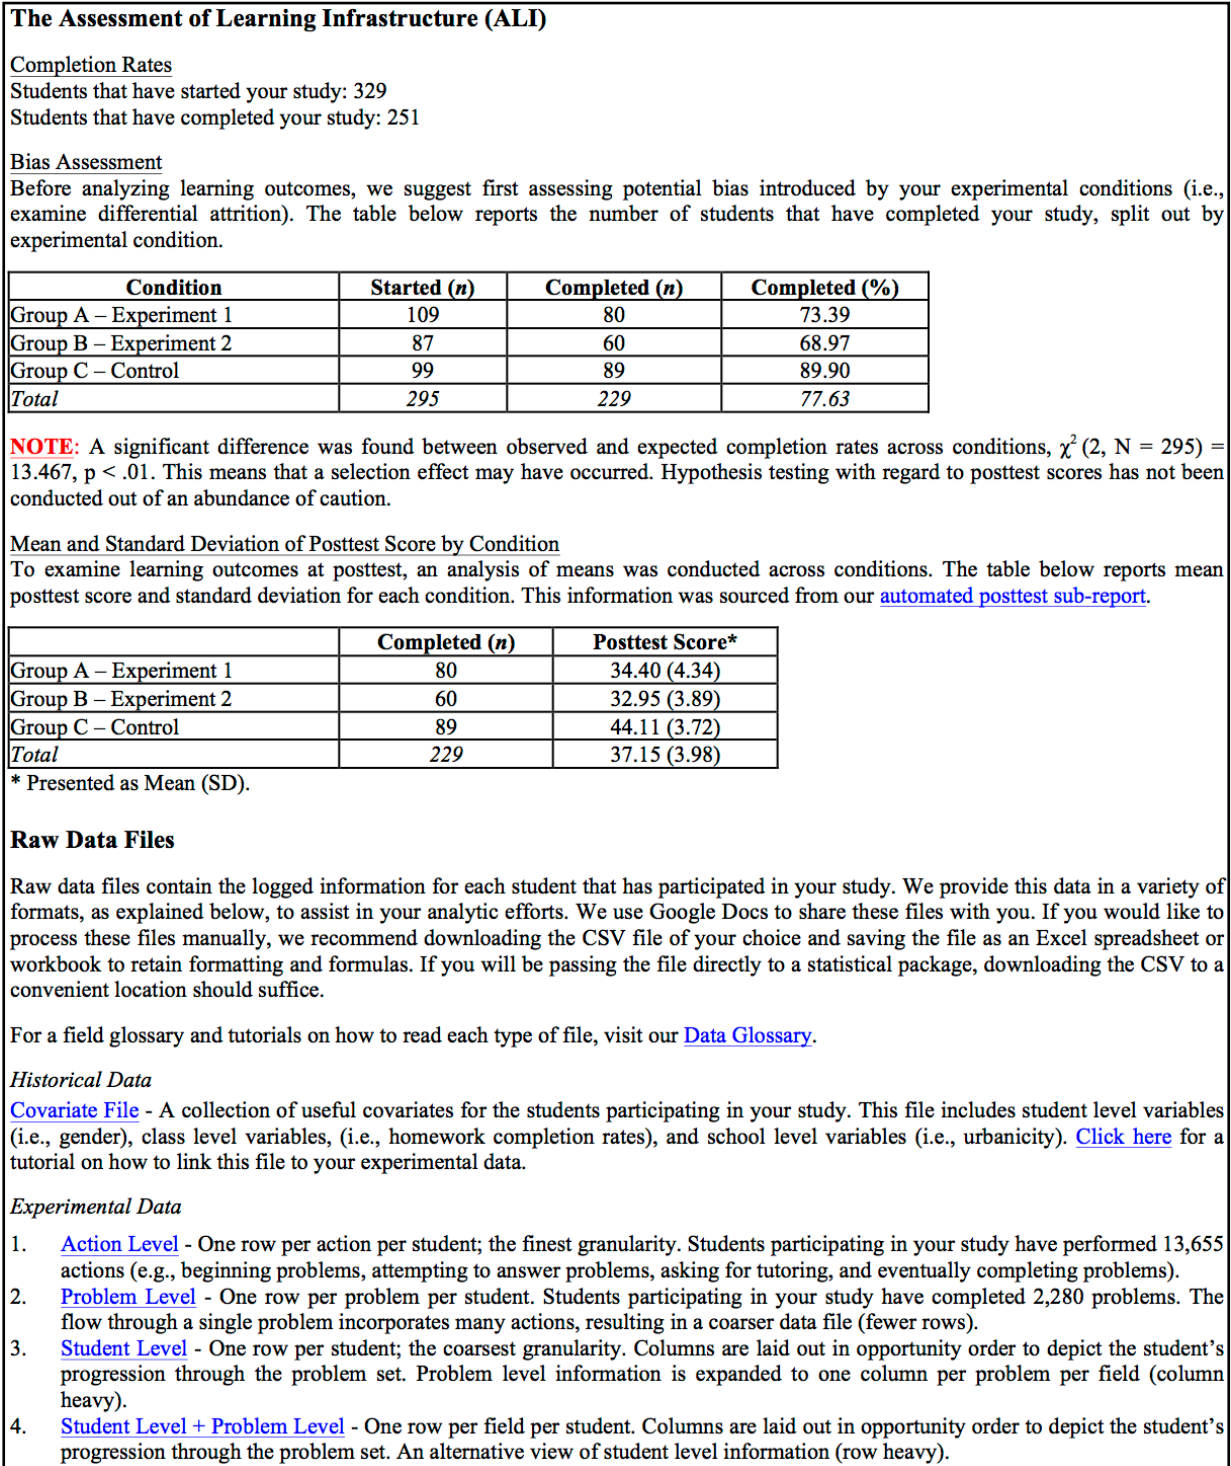 The Assessment of Learning Infrastructure (ALI)
Completion Rates
Students that have started your study: 329
Students that have completed your study: 251
Bias Assessment
Before analyzing learning outcomes, we suggest first assessing potential bias introduced by your experimental conditions (i.e.,
examine differential attrition). The table below reports the number of students that have completed your study, split out by
experimental condition.
Condition Started (n) Completed (n) Completed (%)
Group A – Experiment 1 109 80 73.39
Group B – Experiment 2 87 60 68.97
Group C – Control 99 89 89.90
Total 295 229 77.63
NOTE: A significant difference was found between observed and expected completion rates across conditions, χ² (2, N = 295) =
13.467, p < .01. This means that a selection effect may have occurred. Hypothesis testing with regard to posttest scores has not been
conducted out of an abundance of caution.
Mean and Standard Deviation of Posttest Score by Condition
To examine learning outcomes at posttest, an analysis of means was conducted across conditions. The table below reports mean
posttest score and standard deviation for each condition. This information was sourced from our automated posttest sub-report.
Completed (n) Posttest Score*
Group A – Experiment 1 80 34.40 (4.34)
Group B – Experiment 2 60 32.95 (3.89)
Group C – Control 89 44.11 (3.72)
Total 229 37.15 (3.98)
* Presented as Mean (SD).
Raw Data Files
Raw data files contain the logged information for each student that has participated in your study. We provide this data in a variety of
formats, as explained below, to assist in your analytic efforts. We use Google Docs to share these files with you. If you would like to
process these files manually, we recommend downloading the CSV file of your choice and saving the file as an Excel spreadsheet or
workbook to retain formatting and formulas. If you will be passing the file directly to a statistical package, downloading the CSV to a
convenient location should suffice.
For a field glossary and tutorials on how to read each type of file, visit our Data Glossary.
Historical Data
Covariate File - A collection of useful covariates for the students participating in your study. This file includes student level variables
(i.e., gender), class level variables, (i.e., homework completion rates), and school level variables (i.e., urbanicity). Click here for a
tutorial on how to link this file to your experimental data.
Experimental Data
1. Action Level - One row per action per student; the finest granularity. Students participating in your study have performed 13,655
actions (e.g., beginning problems, attempting to answer problems, asking for tutoring, and eventually completing problems).
2. Problem Level - One row per problem per student. Students participating in your study have completed 2,280 problems. The
flow through a single problem incorporates many actions, resulting in a coarser data file (fewer rows).
3. Student Level - One row per student; the coarsest granularity. Columns are laid out in opportunity order to depict the student’s
progression through the problem set. Problem level information is expanded to one column per problem per field (column
heavy).
4. Student Level + Problem Level - One row per field per student. Columns are laid out in opportunity order to depict the student’s
progression through the problem set. An alternative view of student level information (row heavy).